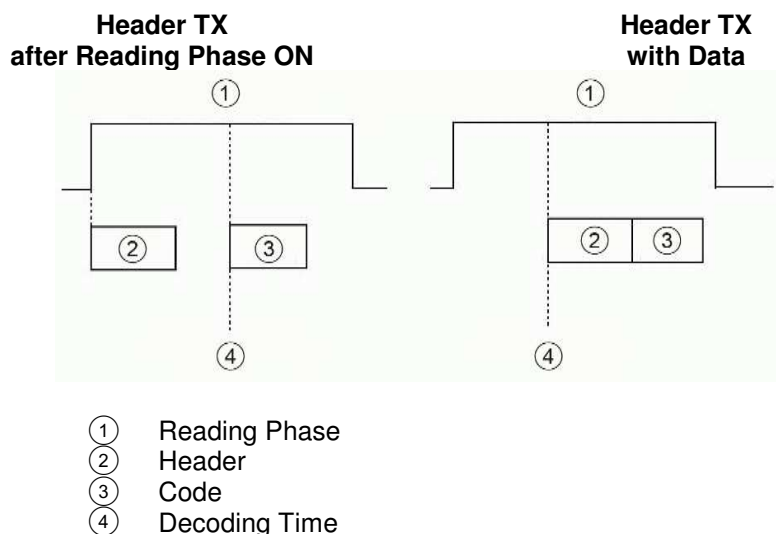 Header TX
after Reading Phase ON
Header TX
with Data
① ①
② ③ ② ③
④ ④
① Reading Phase
② Header
③ Code
④ Decoding Time